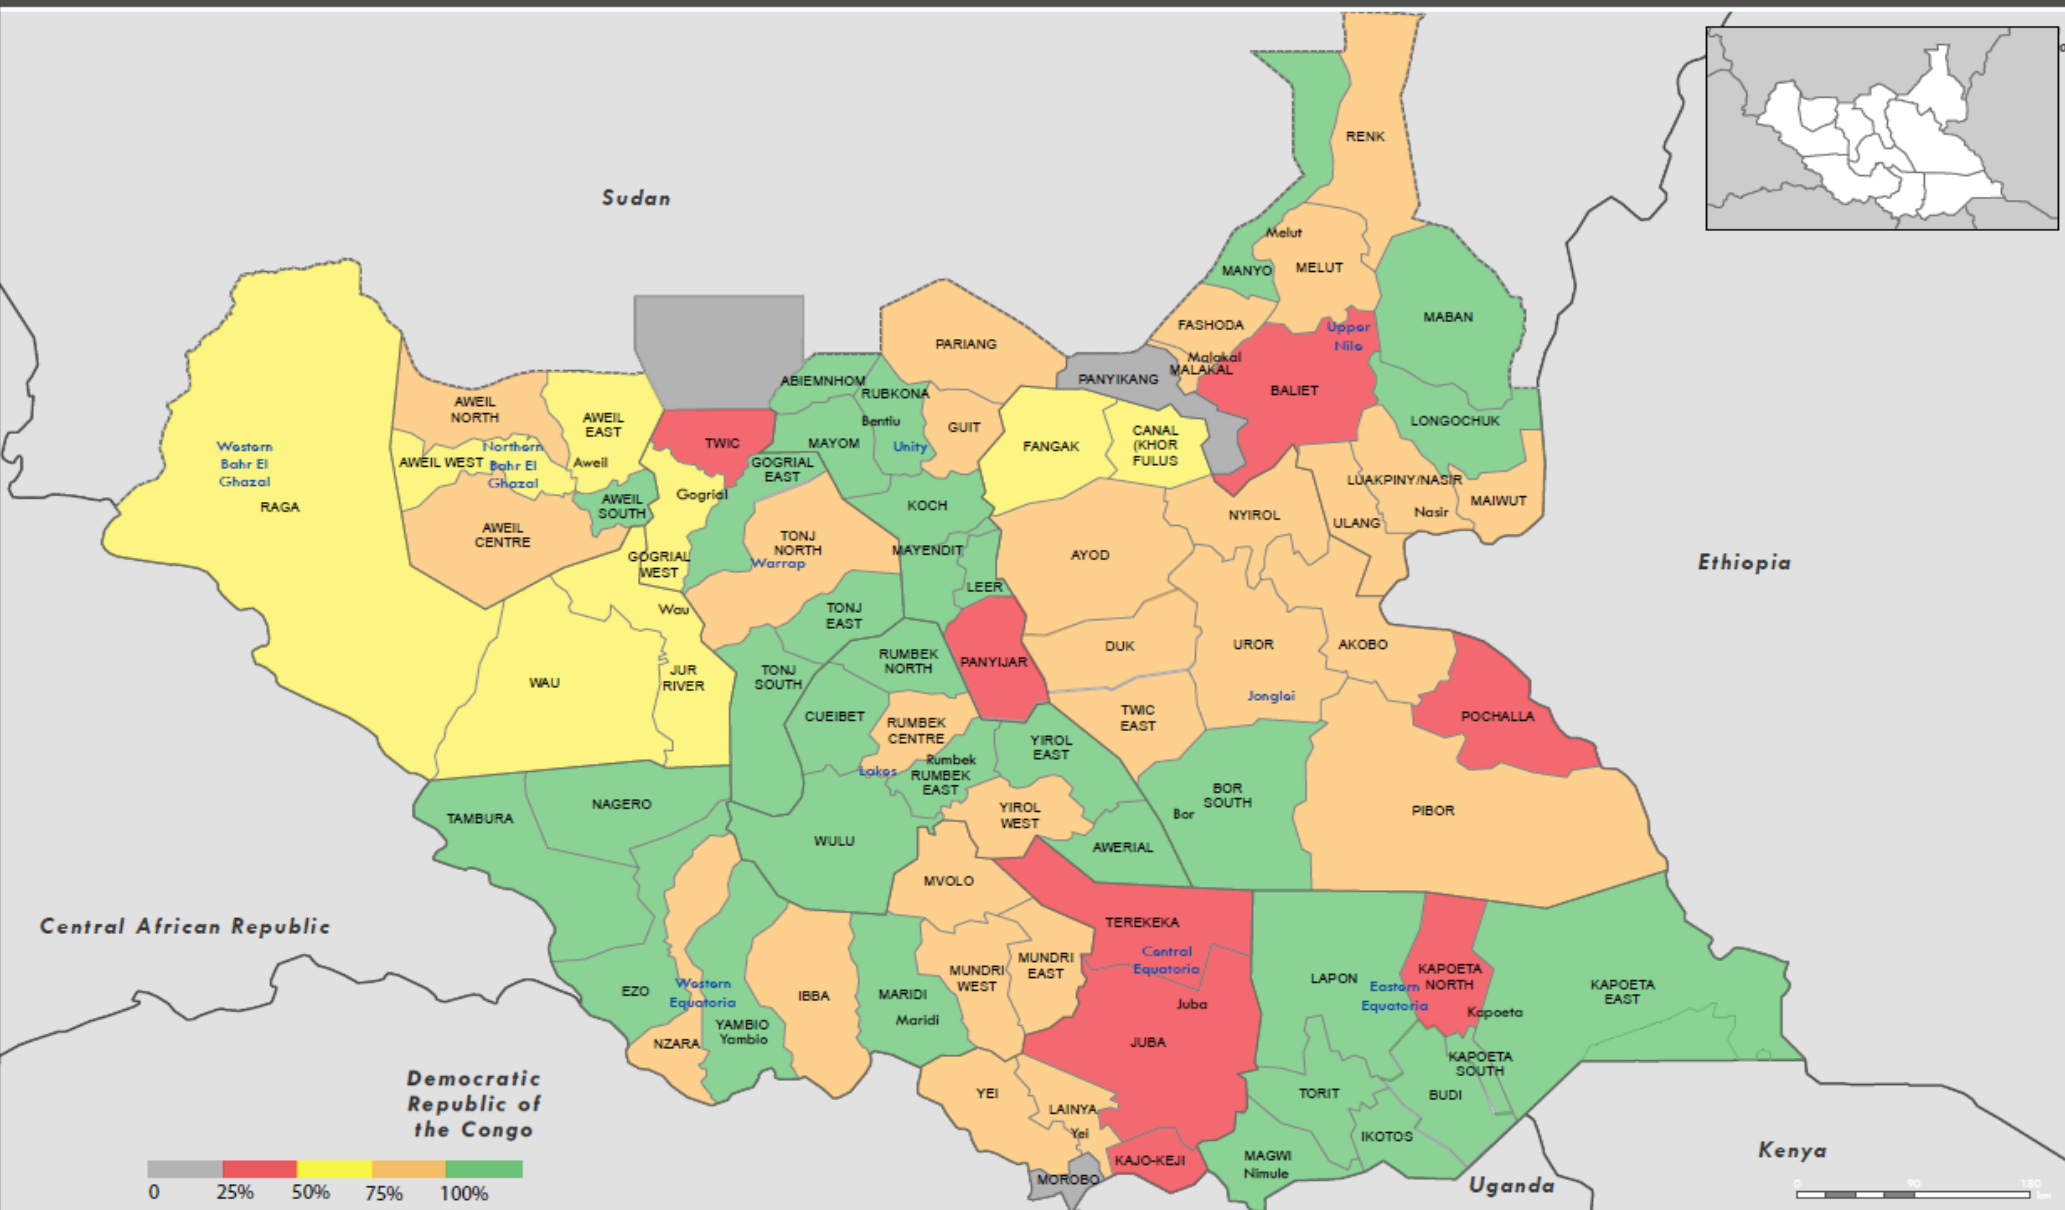 RENK
Sudan
Melut
MELUT
MANYO
MABAN
FASHODA
Upper
Nile
PARIANG
Malakal
MALAKAL
PANYIKANG
ABIEMNHOM
RUBKONA
BALIET
AWEIL
NORTH
AWEIL
EAST
Bentiu
GUIT
LONGOCHUK
TWIC
MAYOM
Unity
FANGAK
CANAL
(KHOR
FULUS
Western
Bahr El
Ghazal
AWEIL WEST
Northern
Bahr El
Ghazal
Aweil
GOGRIAL
EAST
LUAKPINY/NASIR
MAIWUT
RAGA
AWEIL
SOUTH
Gogrial
KOCH
NYIROL
ULANG
Nasir
AWEIL
CENTRE
TONJ
NORTH
Warrap
MAYENDIT
AYOD
GOGRIAL
WEST
Ethiopia
LEER
Wau
TONJ
EAST
DUK
UROR
AKOBO
RUMBEK
NORTH
PANYIJAR
WAU
JUR
RIVER
TONJ
SOUTH
Jonglei
CUEIBET
RUMBEK
CENTRE
TWIC
EAST
POCHALLA
YIROL
EAST
Lakes
Rumbek
RUMBEK
EAST
TAMBURA
NAGERO
BOR
SOUTH
Bor
PIBOR
YIROL
WEST
WULU
AWERIAL
MVOLO
Central African Republic
TEREKEKA
Central
Equatoria
MUNDRI
EAST
MUNDRI
WEST
LAPON
Eastern
Equatoria
KAPOETA
NORTH
Kapoeta
KAPOETA
EAST
EZO
Western
Equatoria
IBBA
MARIDI
Maridi
Juba
JUBA
YAMBIO
Yambio
NZARA
KAPOETA
SOUTH
Democratic
Republic of
the Congo
YEI
LAINYA
Yei
TORIT
BUDI
IKOTOS
MAGWI
Nimule
KAJO-KEJI
MOROBO
Kenya
Uganda
0 25% 50% 75% 100%
0 90 180
km